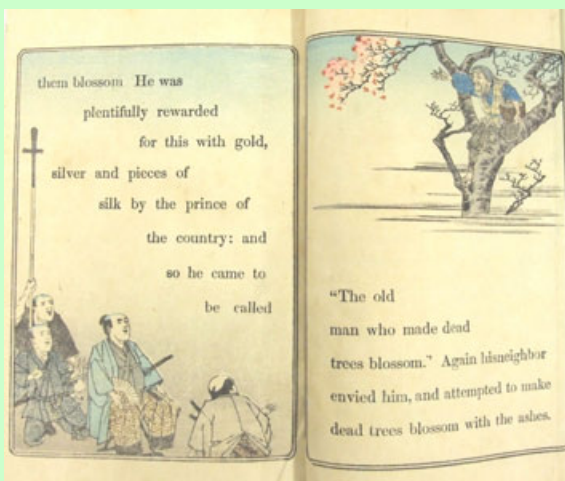 them blossom He was
plentifully rewarded
for this with gold,
silver and pieces of
silk by the prince of
the country: and
so he came to
be called
“The old
man who made dead
trees blossom.” Again hisneighbor
envied him, and attempted to make
dead trees blossom with the ashes.